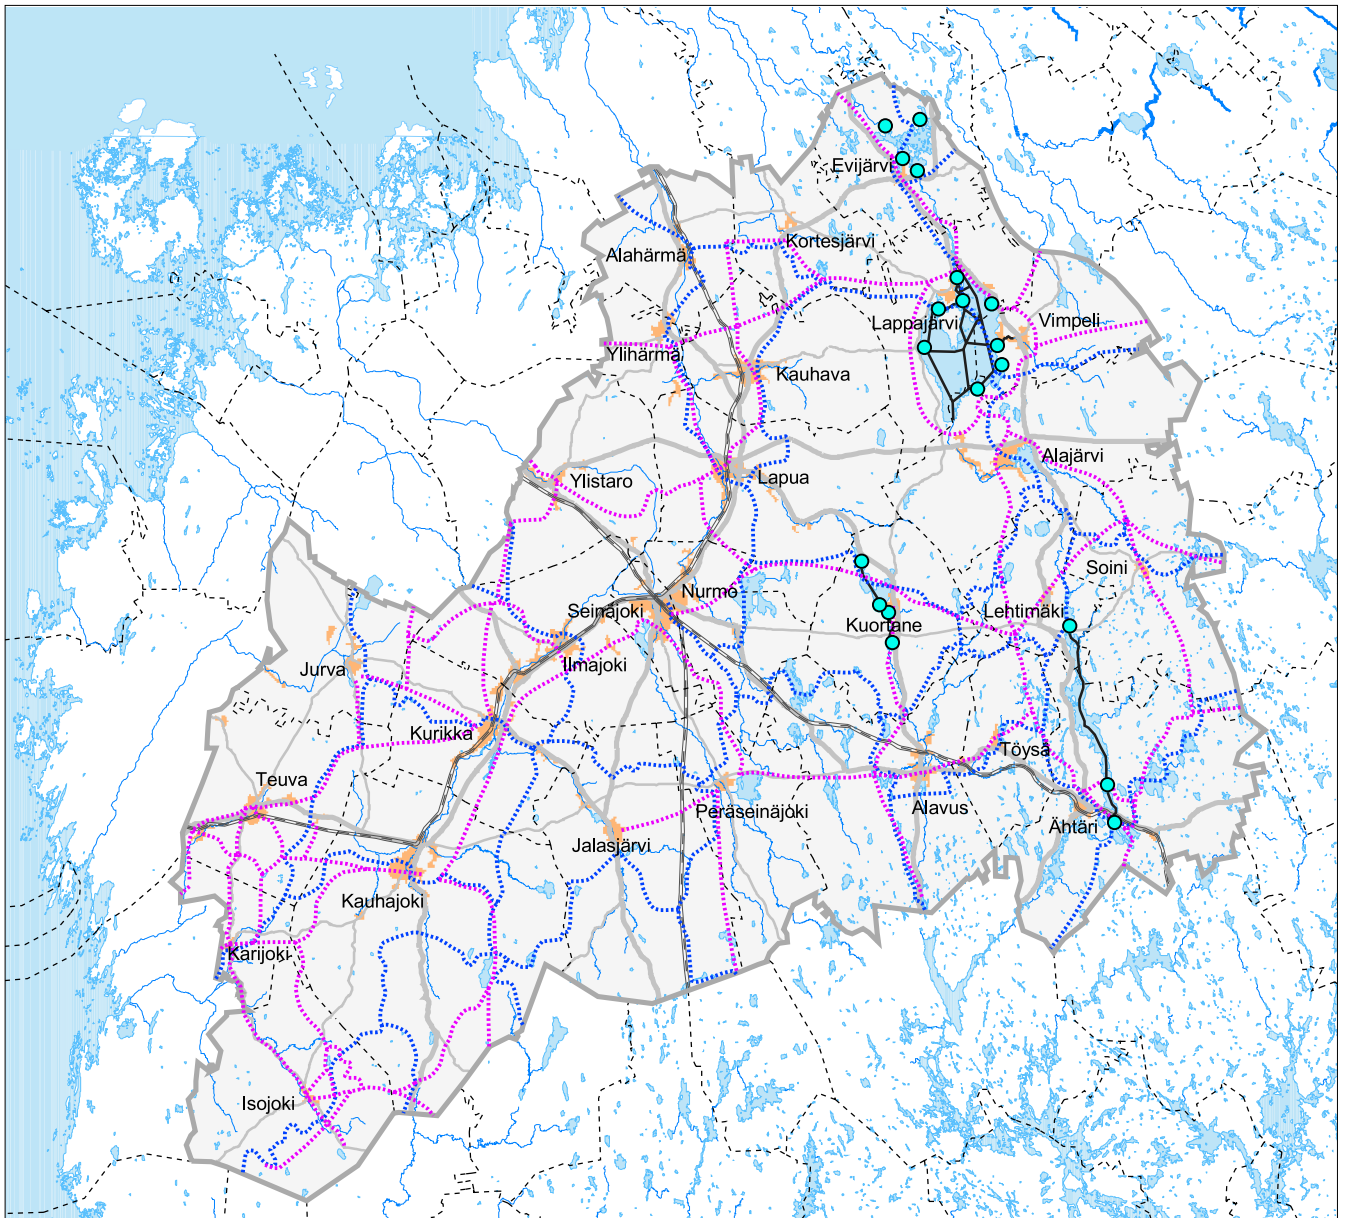 Evijärvi
Kortesjärvi
Alahärmä
Lappajärvi
Vimpeli
Ylihärmä
Kauhava
Alajärvi
Ylistaro
Lapua
Soini
Nurmo
Seinäjoki
Lehtimäki
Kuortane
Ilmajoki
Jurva
Kurikka
Töysä
Teuva
Peräseinäjoki
Alavus
Ähtäri
Jalasjärvi
Kauhajoki
Karijoki
Isojoki